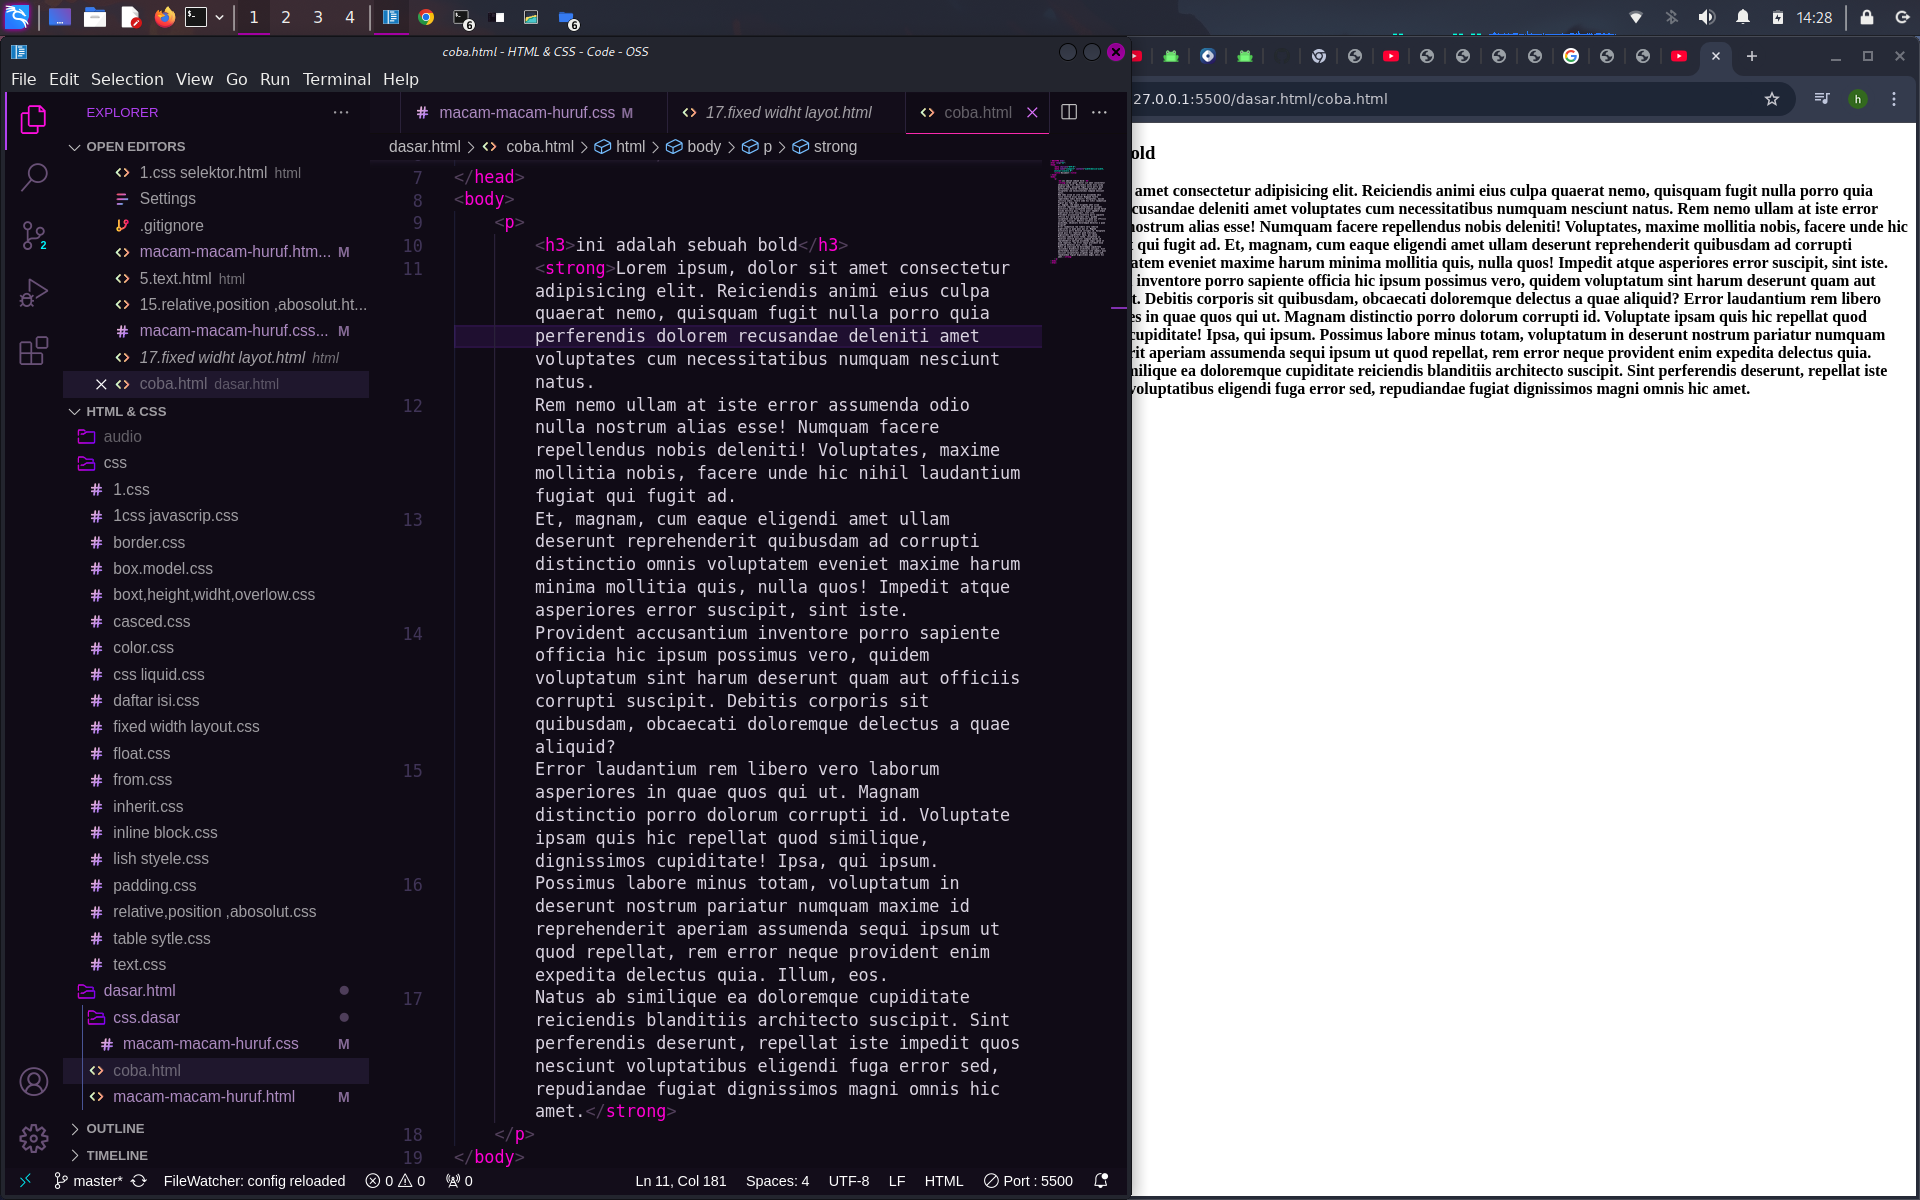 1 2 3 4
6 6
14:28
coba.html - HTML & CSS - Code - OSS
File Edit Selection View Go Run Terminal Help
27.0.0.1:5500/dasar.html/coba.html
h
EXPLORER
macam-macam-huruf.css M
17.fixed widht layot.html
coba.html
dasar.html > coba.html > html > body > p > strong
OPEN EDITORS
1.css selektor.html html
Settings
.gitignore
2
macam-macam-huruf.htm... M
5.text.html html
15.relative,position ,abosolut.ht...
macam-macam-huruf.css... M
17.fixed widht layot.html html
coba.html dasar.html
HTML & CSS
audio
css
1.css
1css javascrip.css
border.css
box.model.css
boxt,height,widht,overlow.css
casced.css
color.css
css liquid.css
daftar isi.css
fixed width layout.css
float.css
from.css
inherit.css
inline block.css
lish styele.css
padding.css
relative,position ,abosolut.css
table sytle.css
text.css
dasar.html
css.dasar
macam-macam-huruf.css M
coba.html
macam-macam-huruf.html M
OUTLINE
TIMELINE
7 </head>
8 <body>
9 <p>
10 <h3>ini adalah sebuah bold</h3>
11 <strong>Lorem ipsum, dolor sit amet consectetur
adipisicing elit. Reiciendis animi eius culpa
quaerat nemo, quisquam fugit nulla porro quia
perferendis dolorem recusandae deleniti amet
voluptates cum necessitatibus numquam nesciunt
natus.
12 Rem nemo ullam at iste error assumenda odio
nulla nostrum alias esse! Numquam facere
repellendus nobis deleniti! Voluptates, maxime
mollitia nobis, facere unde hic nihil laudantium
fugiat qui fugit ad.
13 Et, magnam, cum eaque eligendi amet ullam
deserunt reprehenderit quibusdam ad corrupti
distinctio omnis voluptatem eveniet maxime harum
minima mollitia quis, nulla quos! Impedit atque
asperiores error suscipit, sint iste.
14 Provident accusantium inventore porro sapiente
officia hic ipsum possimus vero, quidem
voluptatum sint harum deserunt quam aut officiis
corrupti suscipit. Debitis corporis sit
quibusdam, obcaecati doloremque delectus a quae
aliquid?
15 Error laudantium rem libero vero laborum
asperiores in quae quos qui ut. Magnam
distinctio porro dolorum corrupti id. Voluptate
ipsam quis hic repellat quod similique,
dignissimos cupiditate! Ipsa, qui ipsum.
16 Possimus labore minus totam, voluptatum in
deserunt nostrum pariatur numquam maxime id
reprehenderit aperiam assumenda sequi ipsum ut
quod repellat, rem error neque provident enim
expedita delectus quia. Illum, eos.
17 Natus ab similique ea doloremque cupiditate
reiciendis blanditiis architecto suscipit. Sint
perferendis deserunt, repellat iste impedit quos
nesciunt voluptatibus eligendi fuga error sed,
repudiandae fugiat dignissimos magni omnis hic
amet.</strong>
18 </p>
19 </body>
old
amet consectetur adipisicing elit. Reiciendis animi eius culpa quaerat nemo, quisquam fugit nulla porro quia
cusandae deleniti amet voluptates cum necessitatibus numquam nesciunt natus. Rem nemo ullam at iste error
nostrum alias esse! Numquam facere repellendus nobis deleniti! Voluptates, maxime mollitia nobis, facere unde hic
qui fugit ad. Et, magnam, cum eaque eligendi amet ullam deserunt reprehenderit quibusdam ad corrupti
atem eveniet maxime harum minima mollitia quis, nulla quos! Impedit atque asperiores error suscipit, sint iste.
inventore porro sapiente officia hic ipsum possimus vero, quidem voluptatum sint harum deserunt quam aut
t. Debitis corporis sit quibusdam, obcaecati doloremque delectus a quae aliquid? Error laudantium rem libero
es in quae quos qui ut. Magnam distinctio porro dolorum corrupti id. Voluptate ipsam quis hic repellat quod
cupiditate! Ipsa, qui ipsum. Possimus labore minus totam, voluptatum in deserunt nostrum pariatur numquam
rit aperiam assumenda sequi ipsum ut quod repellat, rem error neque provident enim expedita delectus quia.
milique ea doloremque cupiditate reiciendis blanditiis architecto suscipit. Sint perferendis deserunt, repellat iste
voluptatibus eligendi fuga error sed, repudiandae fugiat dignissimos magni omnis hic amet.
master* FileWatcher: config reloaded 0 0 0 Ln 11, Col 181 Spaces: 4 UTF-8 LF HTML Port : 5500